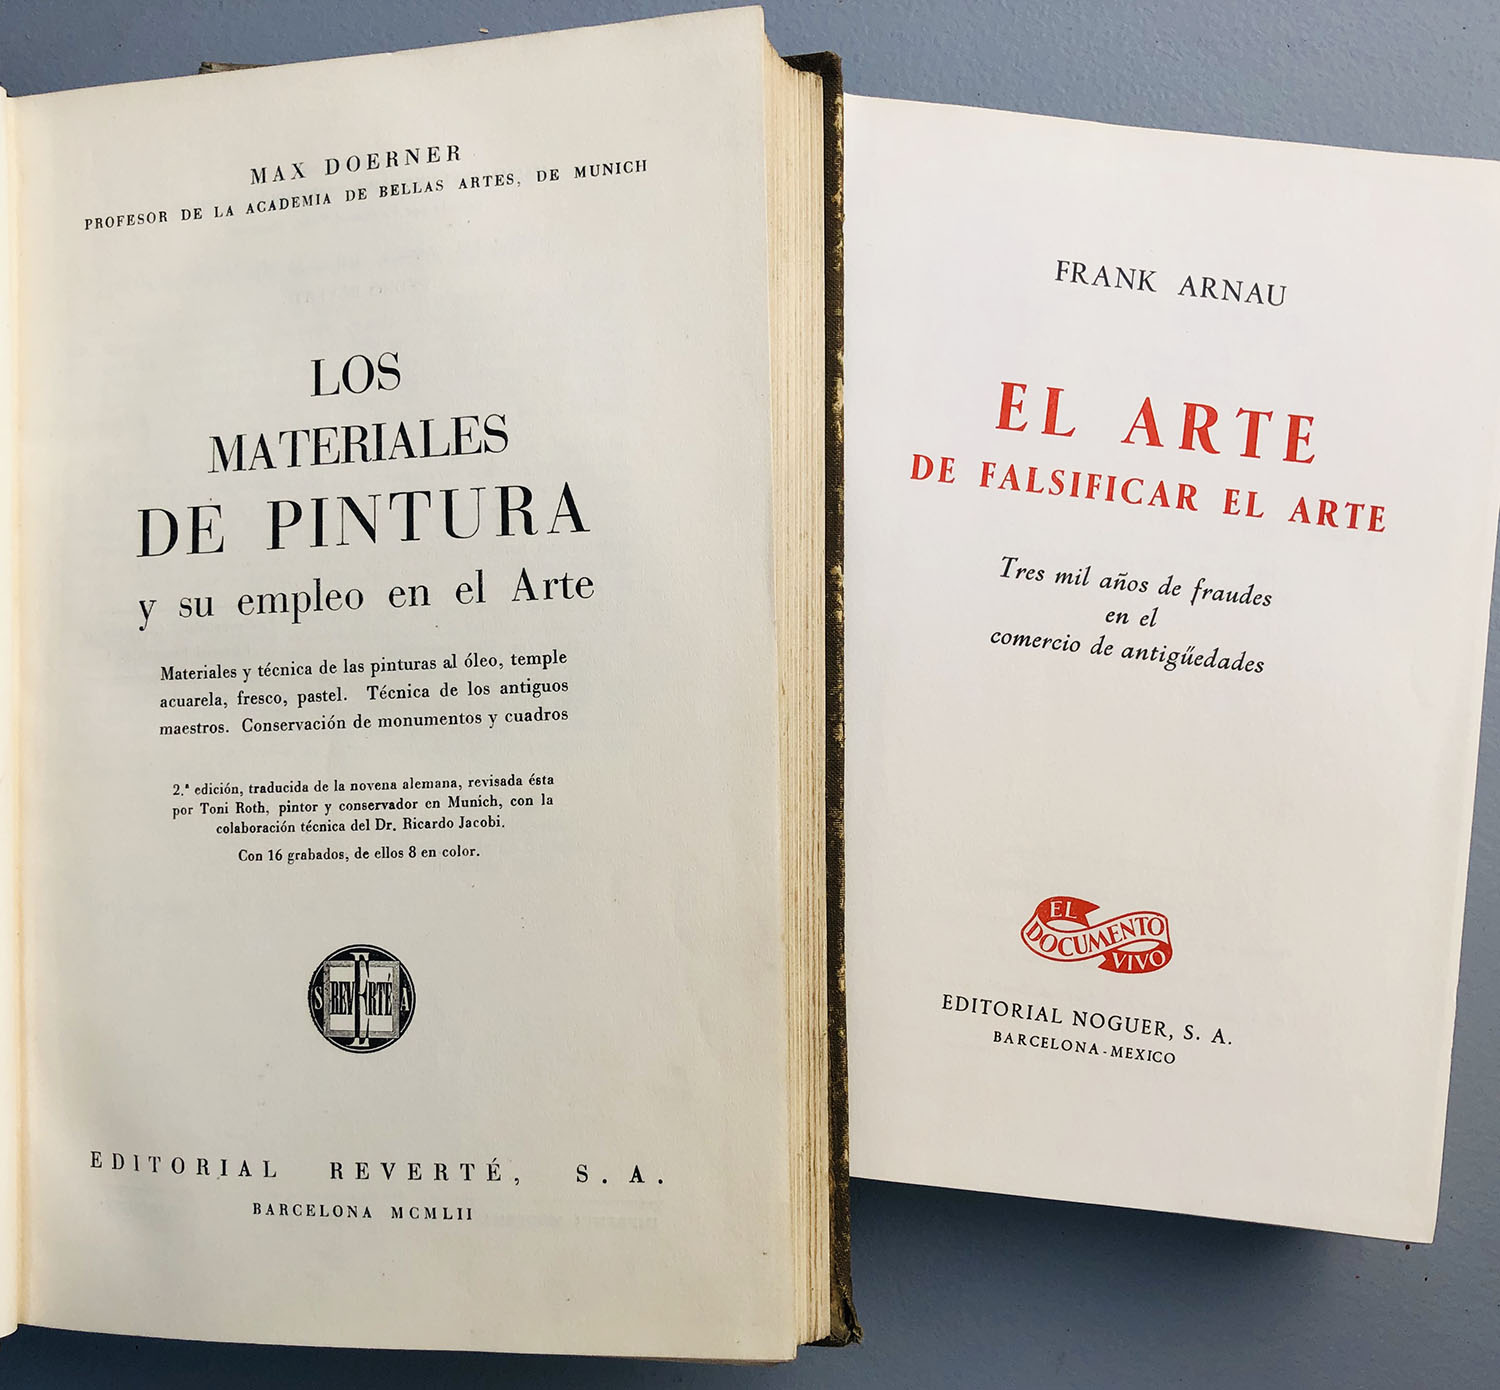 MAX DOERNER
PROFESOR DE LA ACADEMIA DE BELLAS ARTES, DE MUNICH
LOS
MATERIALES
DE PINTURA
y su empleo en el Arte
Materiales y técnica de las pinturas al óleo, temple
acuarela, fresco, pastel. Técnica de los antiguos
maestros. Conservación de monumentos y cuadros
2.ª edición, traducida de la novena alemana, revisada ésta
por Toni Roth, pintor y conservador en Munich, con la
colaboración técnica del Dr. Ricardo Jacobi.
Con 16 grabados, de ellos 8 en color.
S REVERTÉ A
EDITORIAL REVERTÉ, S. A.
BARCELONA MCMLII
FRANK ARNAU
EL ARTE
DE FALSIFICAR EL ARTE
Tres mil años de fraudes
en el
comercio de antigüedades
EL
DOCUMENTO
VIVO
EDITORIAL NOGUER, S. A.
BARCELONA-MEXICO